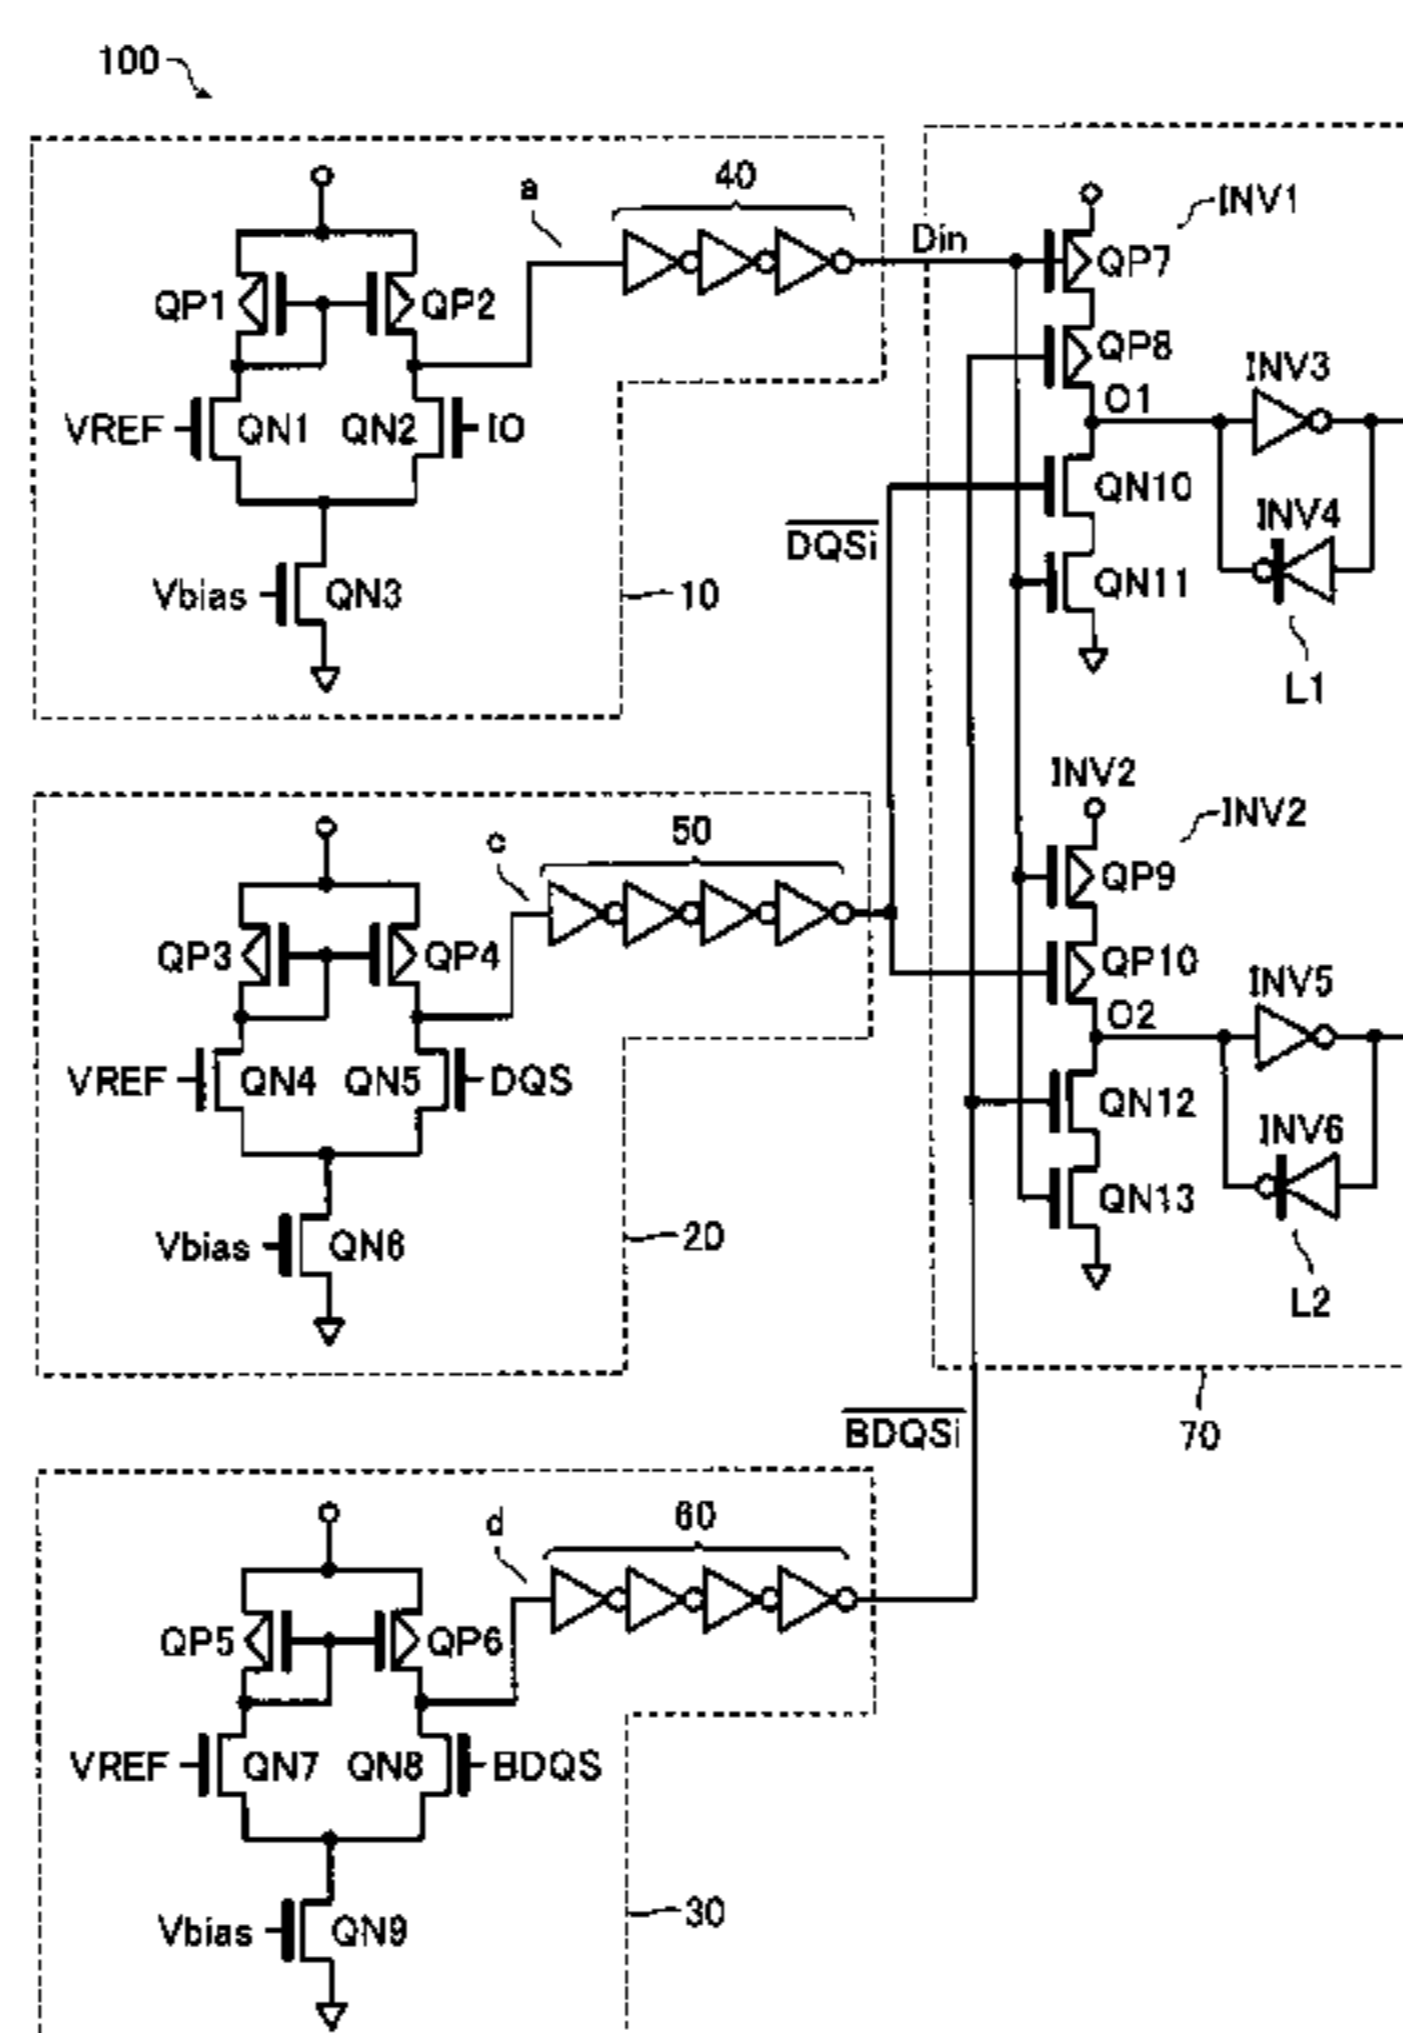 100
40
a
Din
INV1
QP1
QP2
QP7
QP8
INV3
O1
VREF
QN1
QN2
IO
QN10
DQSi
INV4
Vbias
QN3
10
QN11
L1
INV2
50
c
INV2
QP3
QP4
QP9
QP10
INV5
O2
VREF
QN4
QN5
DQS
QN12
INV6
QN13
Vbias
QN6
20
L2
BDQSi
70
d
60
QP5
QP6
VREF
QN7
QN8
BDQS
Vbias
QN9
30